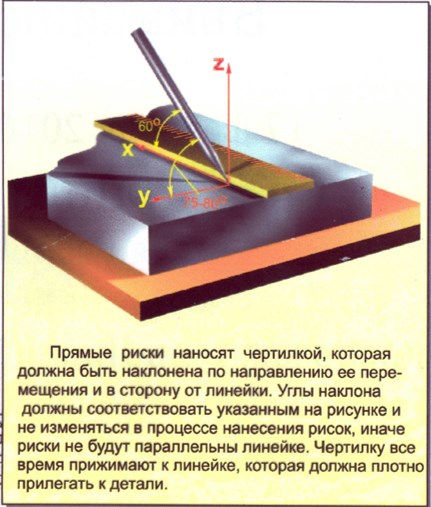 z
60°
x
y
75-80°
Прямые риски наносят чертилкой, которая
должна быть наклонена по направлению ее пере-
мещения и в сторону от линейки. Углы наклона
должны соответствовать указанным на рисунке и
не изменяться в процессе нанесения рисок, иначе
риски не будут параллельны линейке. Чертилку все
время прижимают к линейке, которая должна плотно
прилегать к детали.